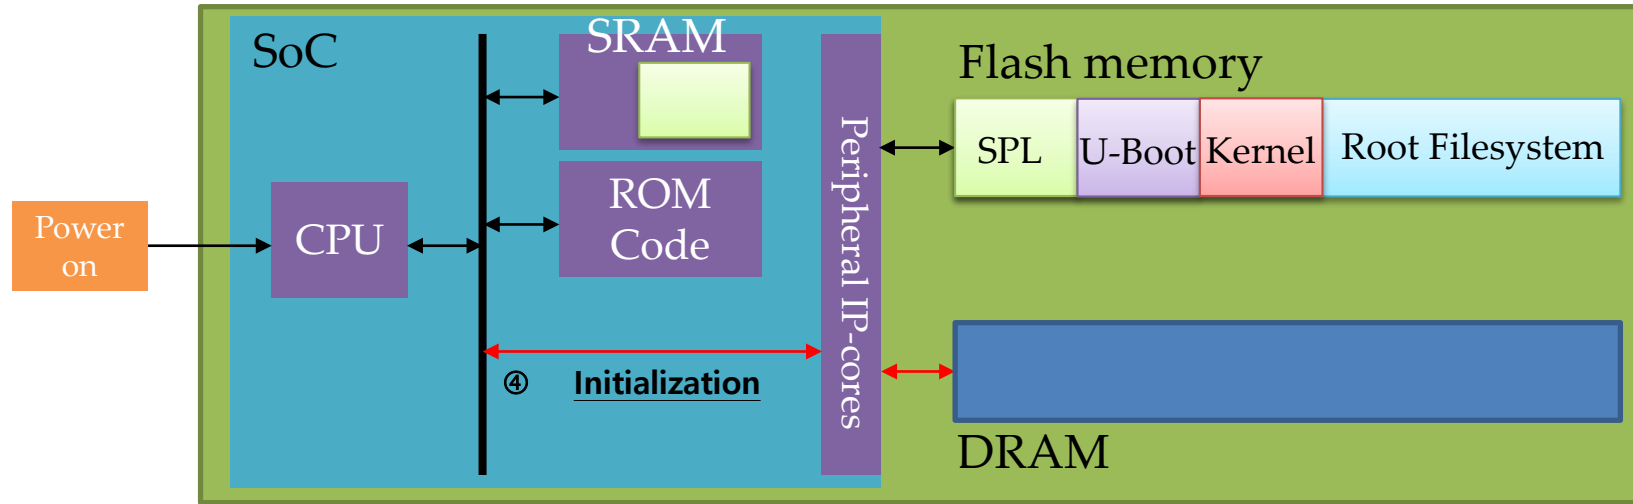 SoC
SRAM
Flash memory
SPL
U-Boot
Kernel
Root Filesystem
Peripheral IP-cores
ROM
Code
Power
on
CPU
④ Initialization
DRAM